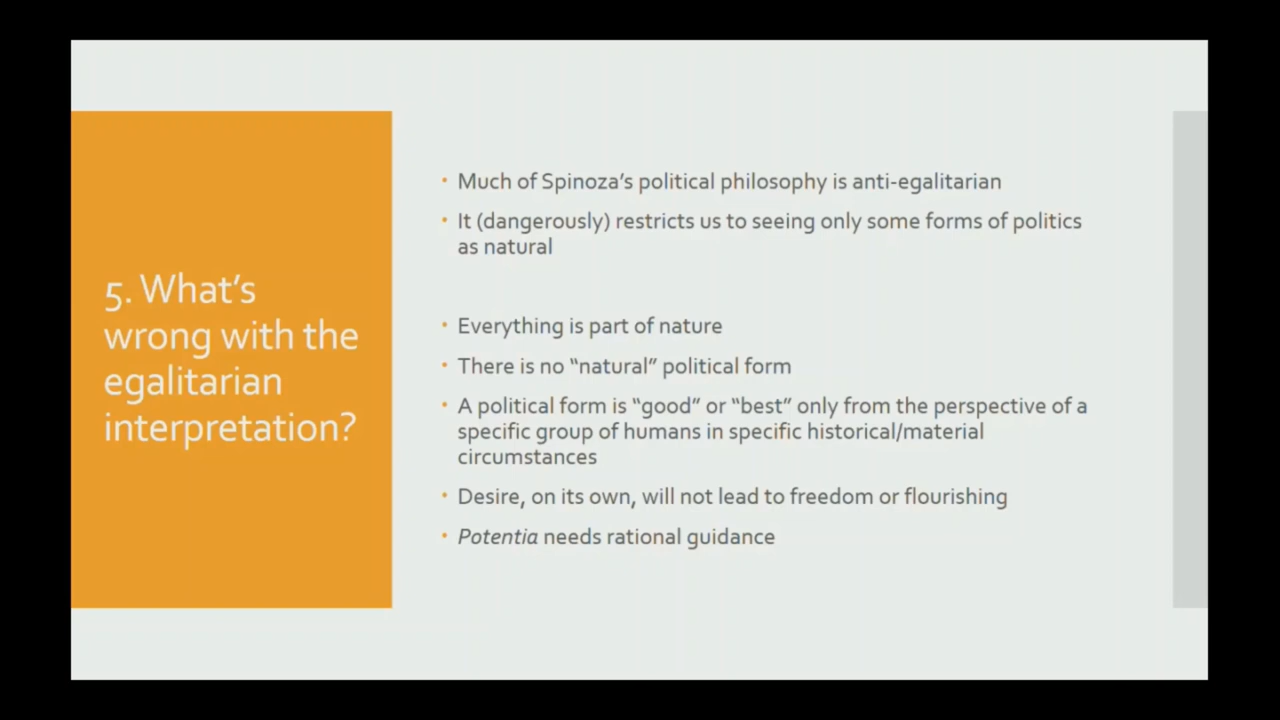 5. What's
wrong with the
egalitarian
interpretation?
• Much of Spinoza's political philosophy is anti-egalitarian
• It (dangerously) restricts us to seeing only some forms of politics
as natural
• Everything is part of nature
• There is no “natural” political form
• A political form is “good” or “best” only from the perspective of a
specific group of humans in specific historical/material
circumstances
• Desire, on its own, will not lead to freedom or flourishing
• Potentia needs rational guidance